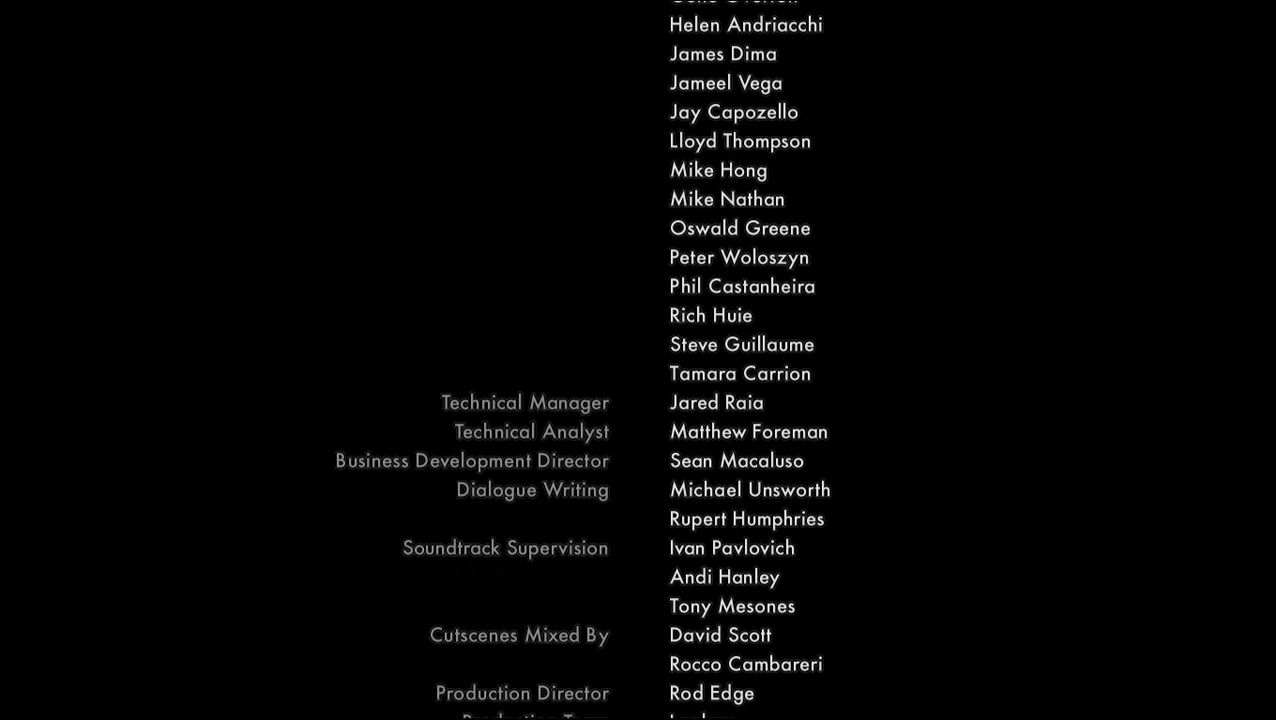 Helen Andriacchi
James Dima
Jameel Vega
Jay Capozello
Lloyd Thompson
Mike Hong
Mike Nathan
Oswald Greene
Peter Woloszyn
Phil Castanheira
Rich Huie
Steve Guillaume
Tamara Carrion
Technical Manager Jared Raia
Technical Analyst Matthew Foreman
Business Development Director Sean Macaluso
Dialogue Writing Michael Unsworth
Rupert Humphries
Soundtrack Supervision Ivan Pavlovich
Andi Hanley
Tony Mesones
Cutscenes Mixed By David Scott
Rocco Cambareri
Production Director Rod Edge